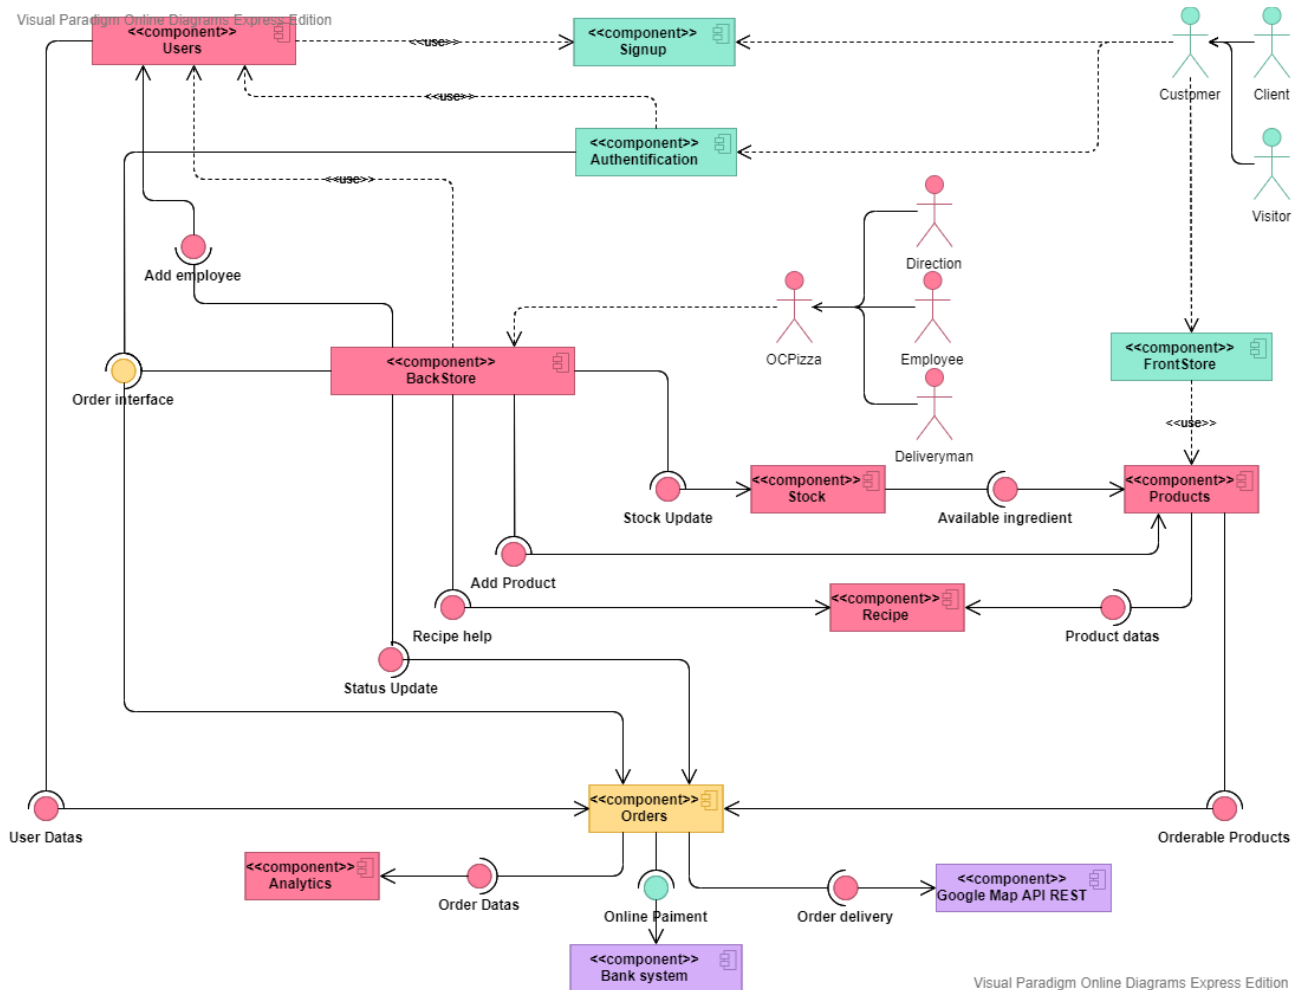 Visual Paradigm Online Diagrams Express Edition
<<component>>
Users
<<use>>
<<component>>
Signup
Customer
Client
<<use>>
<<component>>
Authentification
<<use>>
Visitor
Add employee
Direction
OCPizza
Employee
Deliveryman
<<component>>
BackStore
<<component>>
FrontStore
Order interface
<<use>>
Stock Update
<<component>>
Stock
Available ingredient
<<component>>
Products
Add Product
Recipe help
<<component>>
Recipe
Product datas
Status Update
User Datas
<<component>>
Orders
Orderable Products
<<component>>
Analytics
Order Datas
Online Paiment
Order delivery
<<component>>
Google Map API REST
<<component>>
Bank system
Visual Paradigm Online Diagrams Express Edition